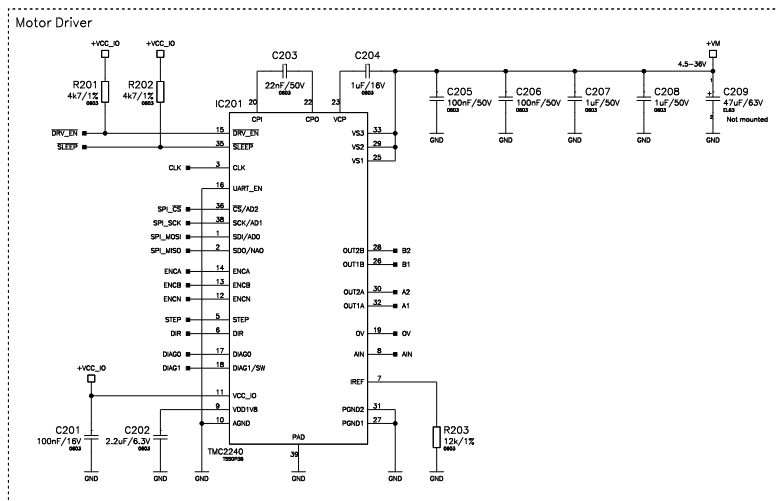 Motor Driver
+VCC_IO
+VCC_IO
R201
4k7/1%
0603
R202
4k7/1%
0603
C203
22nF/50V
0603
C204
1uF/16V
0603
4.5-36V
+VM
C205
100nF/50V
0603
GND
C206
100nF/50V
0603
GND
C207
1uF/50V
0603
GND
C208
1uF/50V
0603
GND
C209
47uF/63V
Not mounted
1
+
2
GND
IC201
20
CPI
22
CPO
23
VCP
DRV_EN
15
DRV_EN
SLEEP
35
SLEEP
CLK
3
CLK
16
UART_EN
SPI_CS
36
CS/AD2
SPI_SCK
38
SCK/AD1
SPI_MOSI
1
SDI/AD0
SPI_MISO
2
SDO/NAO
ENCA
14
ENCA
ENCB
13
ENCB
ENCN
12
ENCN
STEP
5
STEP
DIR
6
DIR
DIAG0
17
DIAG0
DIAG1
18
DIAG1/SW
+VCC_IO
11
VCC_IO
9
VDD1V8
10
AGND
VS3
33
VS2
29
VS1
25
OUT2B
28
B2
OUT1B
26
B1
OUT2A
30
A2
OUT1A
32
A1
OV
19
OV
AIN
8
AIN
IREF
7
PGND2
31
PGND1
27
PAD
39
C201
100nF/16V
0603
GND
C202
2.2uF/6.3V
0603
GND
GND
TMC2240
GND
GND
R203
12k/1%
0603
GND